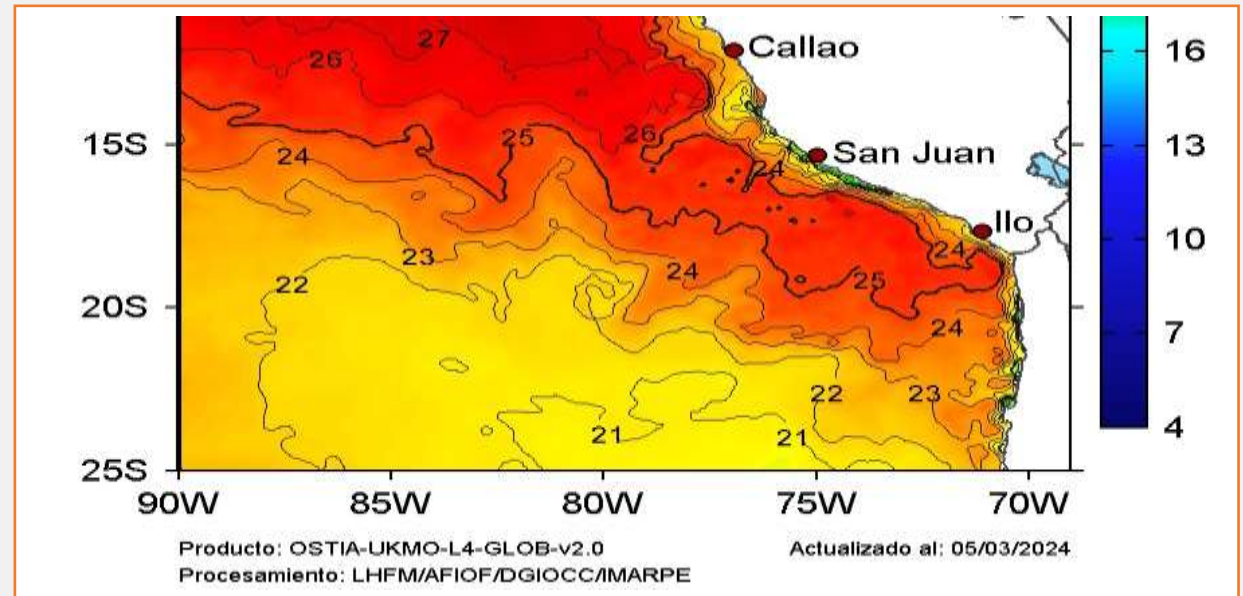 27
Callao
16
26
15S
25
26
San Juan
13
24
24
Ilo
24
10
23
24
25
22
20S
24
7
22
23
21
21
4
25S
90W 85W 80W 75W 70W
Producto: OSTIA-UKMO-L4-GLOB-v2.0 Actualizado al: 05/03/2024
Procesamiento: LHFM/AFIOF/DGIOCC/IMARPE